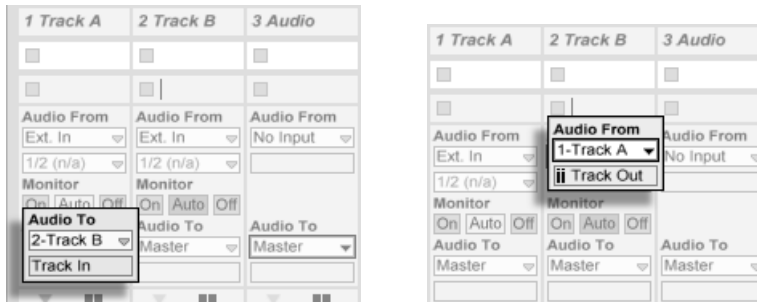 1 Track A 2 Track B 3 Audio
Audio From Audio From Audio From
Ext. In Ext. In No Input
1/2 (n/a) 1/2 (n/a)
Monitor Monitor
On Auto Off On Auto Off
Audio To
2-Track B
Track In
Audio To Audio To
Master Master
1 Track A 2 Track B 3 Audio
Audio From
1-Track A
Track Out
Audio From Audio From
Ext. In No Input
1/2 (n/a)
Monitor Monitor
On Auto Off On Auto Off
Audio To Audio To Audio To
Master Master Master